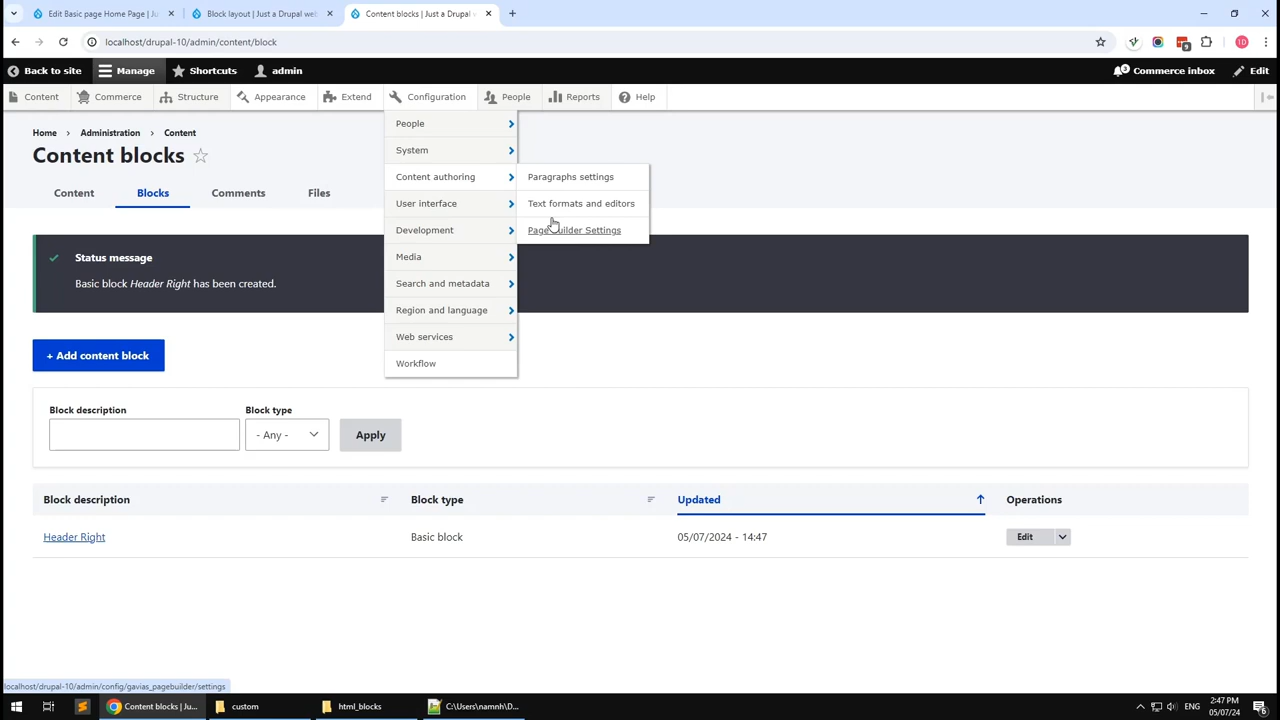 Edit Basic page Home Page | Ju
Block layout | Just a Drupal web
Content blocks | Just a Drupal
localhost/drupal-10/admin/content/block
9
TD
Back to site
Manage
Shortcuts
admin
3
Commerce inbox
Edit
Content
Commerce
Structure
Appearance
Extend
Configuration
People
Reports
Help
Home > Administration > Content
Content blocks
Content
Blocks
Comments
Files
People
System
Content authoring
User interface
Development
Media
Search and metadata
Region and language
Web services
Workflow
Paragraphs settings
Text formats and editors
Page Builder Settings
Status message
Basic block Header Right has been created.
+ Add content block
Block description
Block type
- Any -
Apply
Block description
Block type
Updated
Operations
Header Right
Basic block
05/07/2024 - 14:47
Edit
localhost/drupal-10/admin/config/gavias_pagebuilder/settings
Content blocks | Ju...
custom
html_blocks
C:\Users\namnh\D...
ENG
2:47 PM
05/07/24
6